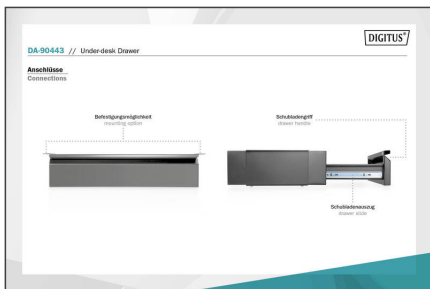 DIGITUS®
DA-90443 // Under-desk Drawer
Anschlüsse
Connections
Befestigungsmöglichkeit
mounting option
Schubladengriff
drawer handle
Schubladenauszug
drawer slide